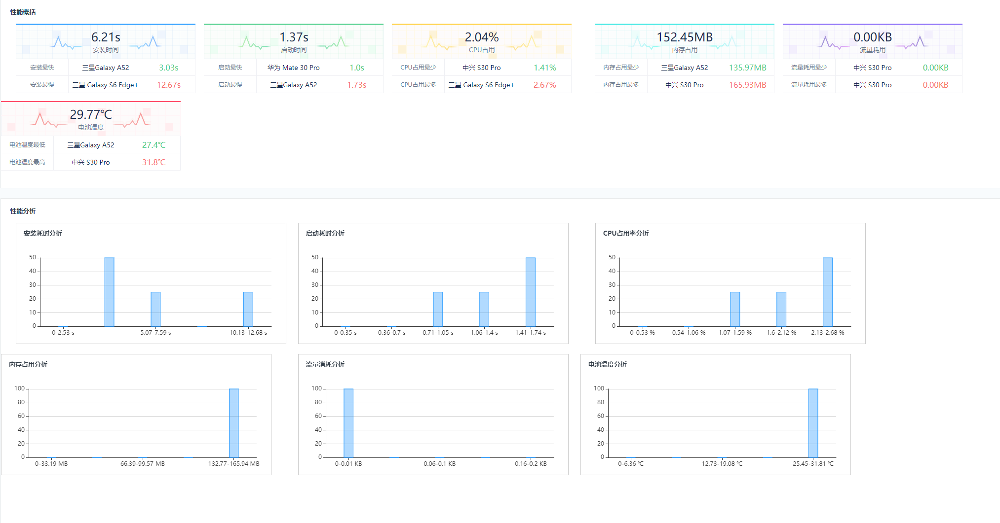 性能概括
6.21s
安装时间
安装最快 三星Galaxy A52 3.03s
安装最慢 三星 Galaxy S6 Edge+ 12.67s
1.37s
启动时间
启动最快 华为 Mate 30 Pro 1.0s
启动最慢 三星Galaxy A52 1.73s
2.04%
CPU占用
CPU占用最少 中兴 S30 Pro 1.41%
CPU占用最多 三星 Galaxy S6 Edge+ 2.67%
152.45MB
内存占用
内存占用最少 三星Galaxy A52 135.97MB
内存占用最多 中兴 S30 Pro 165.93MB
0.00KB
流量耗用
流量耗用最少 中兴 S30 Pro 0.00KB
流量耗用最多 中兴 S30 Pro 0.00KB
29.77℃
电池温度
电池温度最低 三星Galaxy A52 27.4℃
电池温度最高 中兴 S30 Pro 31.8℃
性能分析
安装耗时分析
50
40
30
20
10
0
0-2.53 s 5.07-7.59 s 10.13-12.68 s
启动耗时分析
50
40
30
20
10
0
0-0.35 s 0.36-0.7 s 0.71-1.05 s 1.06-1.4 s 1.41-1.74 s
CPU占用率分析
50
40
30
20
10
0
0-0.53 % 0.54-1.06 % 1.07-1.59 % 1.6-2.12 % 2.13-2.68 %
内存占用分析
100
80
60
40
20
0
0-33.19 MB 66.39-99.57 MB 132.77-165.94 MB
流量消耗分析
100
80
60
40
20
0
0-0.01 KB 0.06-0.1 KB 0.16-0.2 KB
电池温度分析
100
80
60
40
20
0
0-6.36 ℃ 12.73-19.08 ℃ 25.45-31.81 ℃